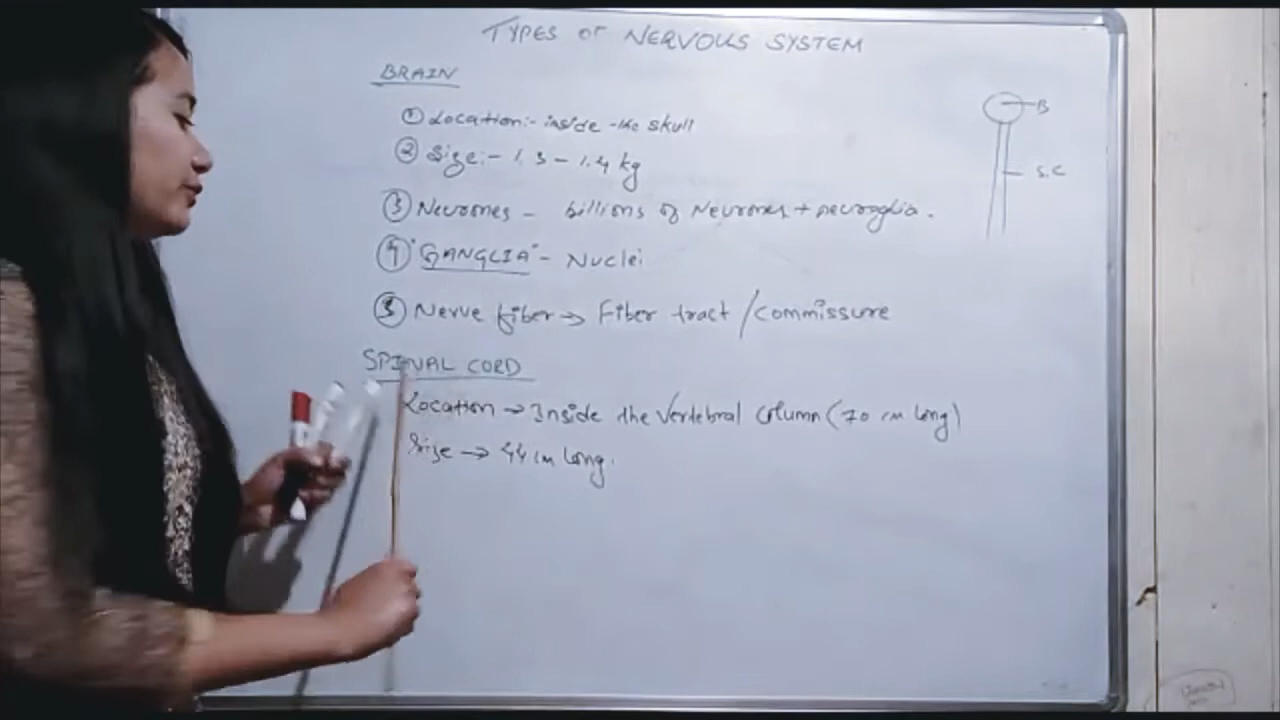 TYPES OF NERVOUS SYSTEM
BRAIN
① Location:- inside the skull
② Size:- 1.3 - 1.4 kg
③ Neurones - billions of Neurones + neuroglia.
④ "GANGLIA" - Nuclei
⑤ Nerve fiber → Fiber tract / Commissure
SPINAL CORD
Location → Inside the vertebral column (70 cm long)
Size → 44 cm long.
B
S.C